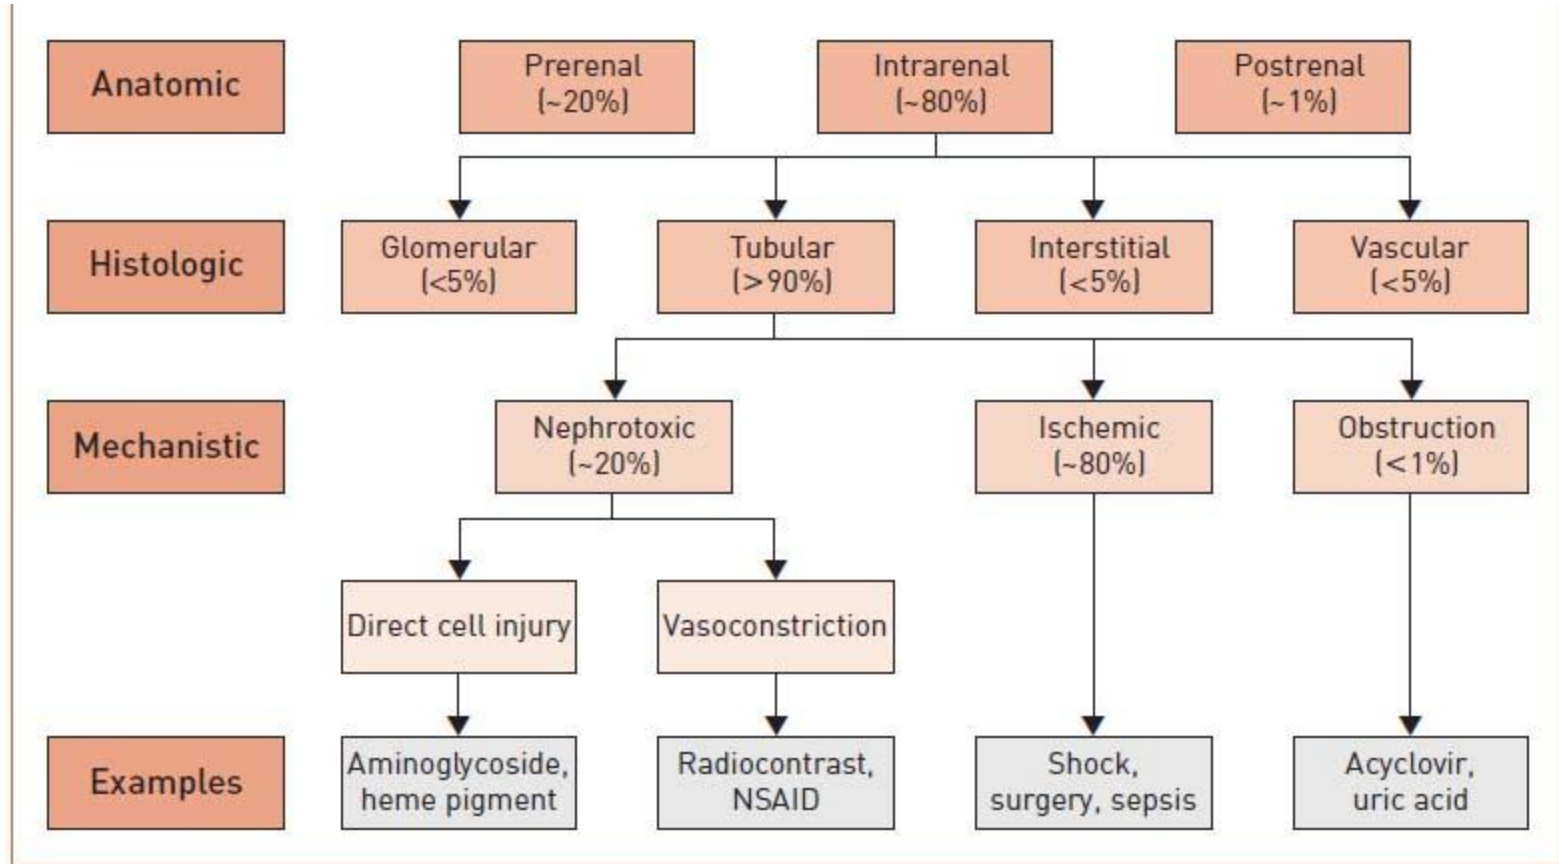 Anatomic
Prerenal
(~20%)
Intrarenal
(~80%)
Postrenal
(~1%)
Histologic
Glomerular
(<5%)
Tubular
(>90%)
Interstitial
(<5%)
Vascular
(<5%)
Mechanistic
Nephrotoxic
(~20%)
Ischemic
(~80%)
Obstruction
(<1%)
Direct cell injury
Vasoconstriction
Examples
Aminoglycoside,
heme pigment
Radiocontrast,
NSAID
Shock,
surgery, sepsis
Acyclovir,
uric acid